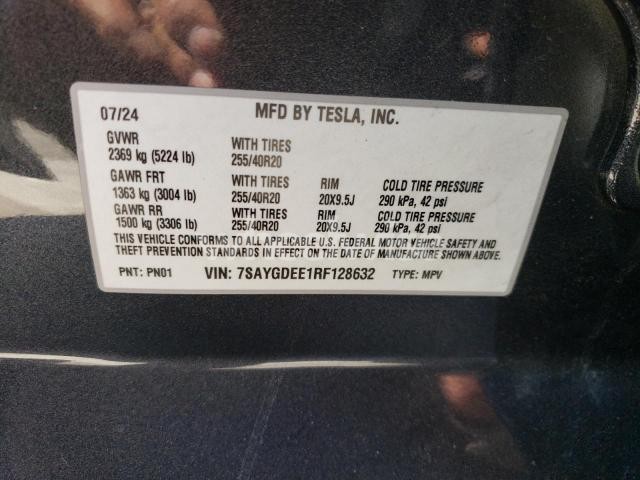 07/24 MFD BY TESLA, INC.
GVWR WITH TIRES
2369 kg (5224 lb) 255/40R20
GAWR FRT WITH TIRES RIM COLD TIRE PRESSURE
1363 kg (3004 lb) 255/40R20 20X9.5J 290 kPa, 42 psi
GAWR RR WITH TIRES RIM COLD TIRE PRESSURE
1500 kg (3306 lb) 255/40R20 20X9.5J 290 kPa, 42 psi
THIS VEHICLE CONFORMS TO ALL APPLICABLE U.S. FEDERAL MOTOR VEHICLE SAFETY AND
THEFT PREVENTION STANDARDS IN EFFECT ON THE DATE OF MANUFACTURE SHOWN ABOVE.
PNT: PN01 VIN: 7SAYGDEE1RF128632 TYPE: MPV